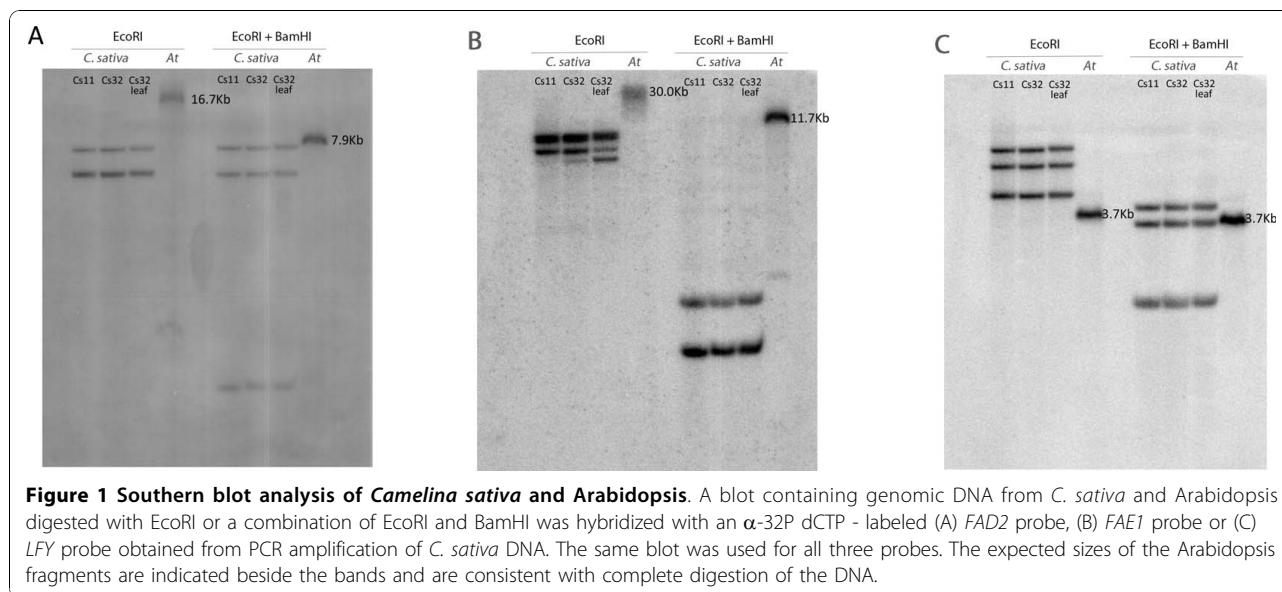 A
EcoRI
EcoRI + BamHI
C. sativa
At
C. sativa
At
Cs11 Cs32 Cs32 leaf
Cs11 Cs32 Cs32 leaf
16.7Kb
7.9Kb
B
EcoRI
EcoRI + BamHI
C. sativa
At
C. sativa
At
Cs11 Cs32 Cs32 leaf
Cs11 Cs32 Cs32 leaf
30.0Kb
11.7Kb
C
EcoRI
EcoRI + BamHI
C. sativa
At
C. sativa
At
Cs11 Cs32 Cs32 leaf
Cs11 Cs32 Cs32 leaf
3.7Kb
3.7Kb
Figure 1 Southern blot analysis of Camelina sativa and Arabidopsis. A blot containing genomic DNA from C. sativa and Arabidopsis
digested with EcoRI or a combination of EcoRI and BamHI was hybridized with an α-32P dCTP - labeled (A) FAD2 probe, (B) FAE1 probe or (C)
LFY probe obtained from PCR amplification of C. sativa DNA. The same blot was used for all three probes. The expected sizes of the Arabidopsis
fragments are indicated beside the bands and are consistent with complete digestion of the DNA.